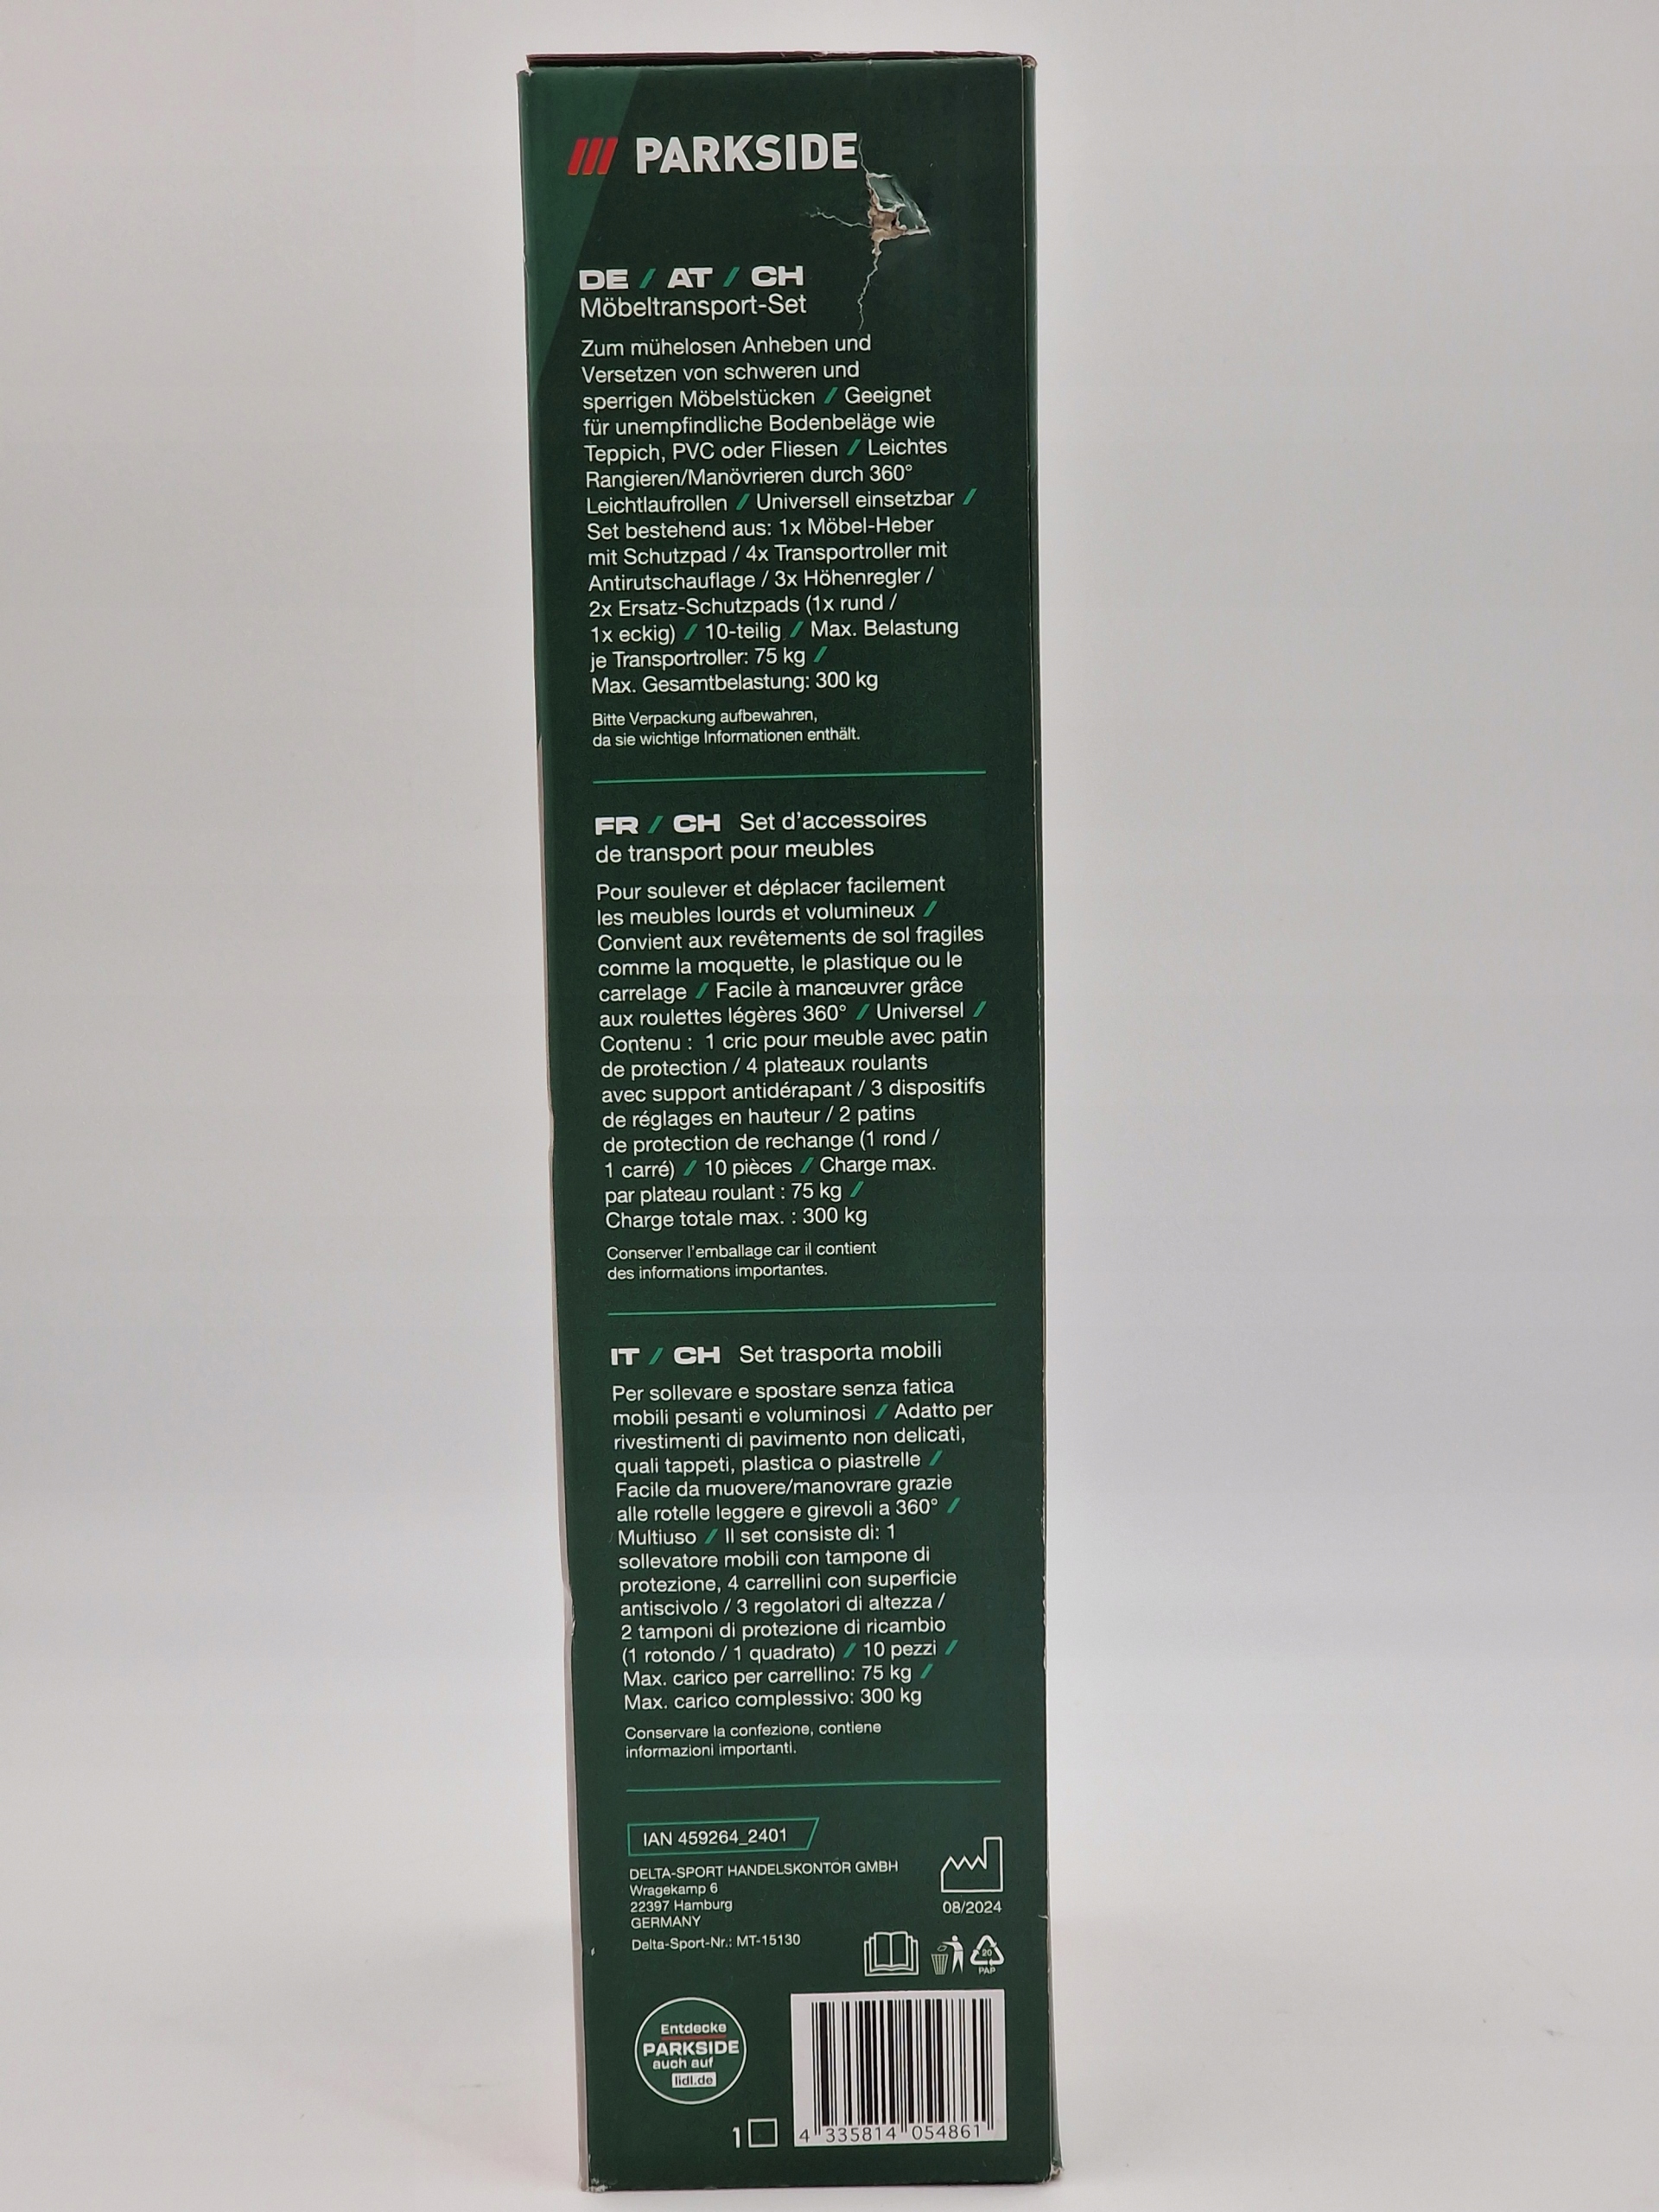 PARKSIDE
DE / AT / CH
Möbeltransport-Set
Zum mühelosen Anheben und
Versetzen von schweren und
sperrigen Möbelstücken / Geeignet
für unempfindliche Bodenbeläge wie
Teppich, PVC oder Fliesen / Leichtes
Rangieren/Manövrieren durch 360°
Leichtlaufrollen / Universell einsetzbar /
Set bestehend aus: 1x Möbel-Heber
mit Schutzpad / 4x Transportroller mit
Antirutschauflage / 3x Höhenregler /
2x Ersatz-Schutzpads (1x rund /
1x eckig) / 10-teilig / Max. Belastung
je Transportroller: 75 kg /
Max. Gesamtbelastung: 300 kg
Bitte Verpackung aufbewahren,
da sie wichtige Informationen enthält.
FR / CH Set d'accessoires
de transport pour meubles
Pour soulever et déplacer facilement
les meubles lourds et volumineux /
Convient aux revêtements de sol fragiles
comme la moquette, le plastique ou le
carrelage / Facile à manœuvrer grâce
aux roulettes légères 360° / Universel /
Contenu : 1 cric pour meuble avec patin
de protection / 4 plateaux roulants
avec support antidérapant / 3 dispositifs
de réglages en hauteur / 2 patins
de protection de rechange (1 rond /
1 carré) / 10 pièces / Charge max.
par plateau roulant : 75 kg /
Charge totale max. : 300 kg
Conserver l'emballage car il contient
des informations importantes.
IT / CH Set trasporta mobili
Per sollevare e spostare senza fatica
mobili pesanti e voluminosi / Adatto per
rivestimenti di pavimento non delicati,
quali tappeti, plastica o piastrelle /
Facile da muovere/manovrare grazie
alle rotelle leggere e girevoli a 360° /
Multiuso / Il set consiste di: 1
sollevatore mobili con tampone di
protezione, 4 carrellini con superficie
antiscivolo / 3 regolatori di altezza /
2 tamponi di protezione di ricambio
(1 rotondo / 1 quadrato) / 10 pezzi /
Max. carico per carrellino: 75 kg /
Max. carico complessivo: 300 kg
Conservare la confezione, contiene
informazioni importanti.
IAN 459264_2401
DELTA-SPORT HANDELSKONTOR GMBH
Wragekamp 6
22397 Hamburg
GERMANY
Delta-Sport-Nr.: MT-15130
08/2024
20
PAP
Entdecke
PARKSIDE
auch auf
lidl.de
1
4 335814 054861